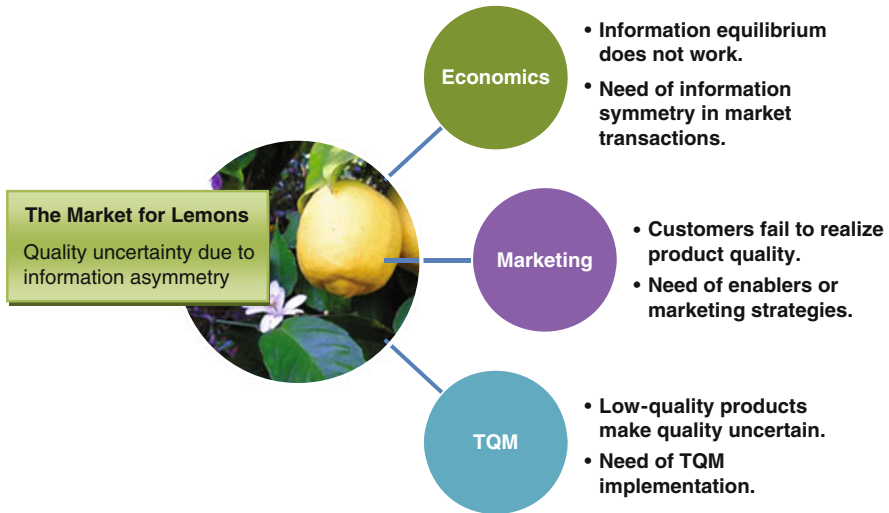 The Market for Lemons
Quality uncertainty due to
information asymmetry
Economics
• Information equilibrium
does not work.
• Need of information
symmetry in market
transactions.
Marketing
• Customers fail to realize
product quality.
• Need of enablers or
marketing strategies.
TQM
• Low-quality products
make quality uncertain.
• Need of TQM
implementation.